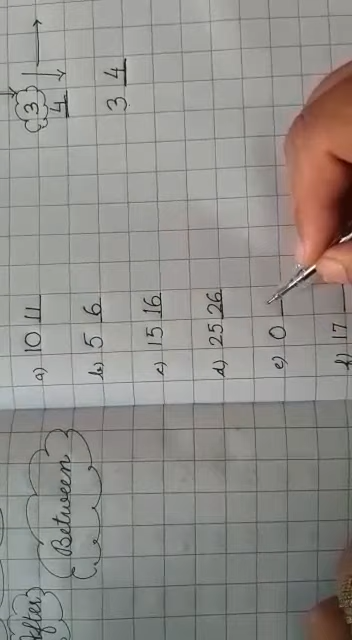 3
4
3 4
a) 10 11
b) 5 6
c) 15 16
d) 25 26
e) 0
f) 17
After
Between